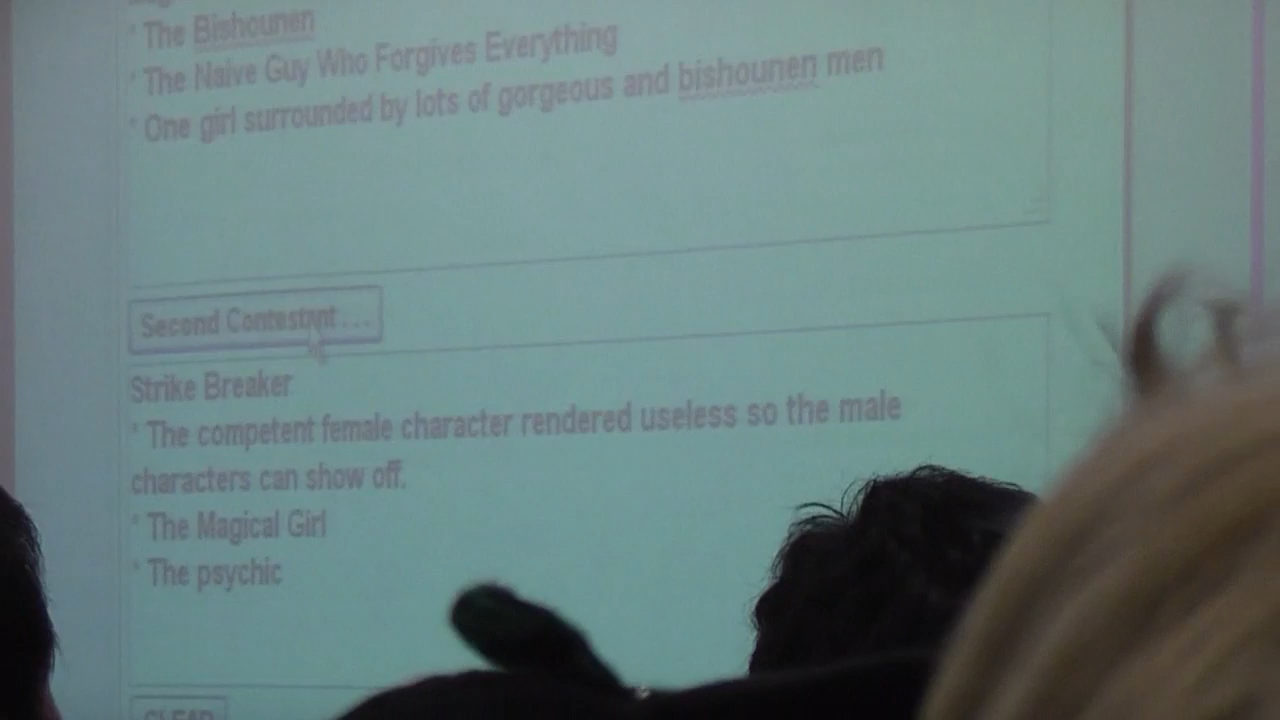 * The Bishounen
* The Naive Guy Who Forgives Everything
* One girl surrounded by lots of gorgeous and bishounen men
Second Contestant...
Strike Breaker
* The competent female character rendered useless so the male
characters can show off.
* The Magical Girl
* The psychic
CLEAR